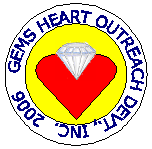 GEMS HEART OUTREACH DEVT., INC. 2006